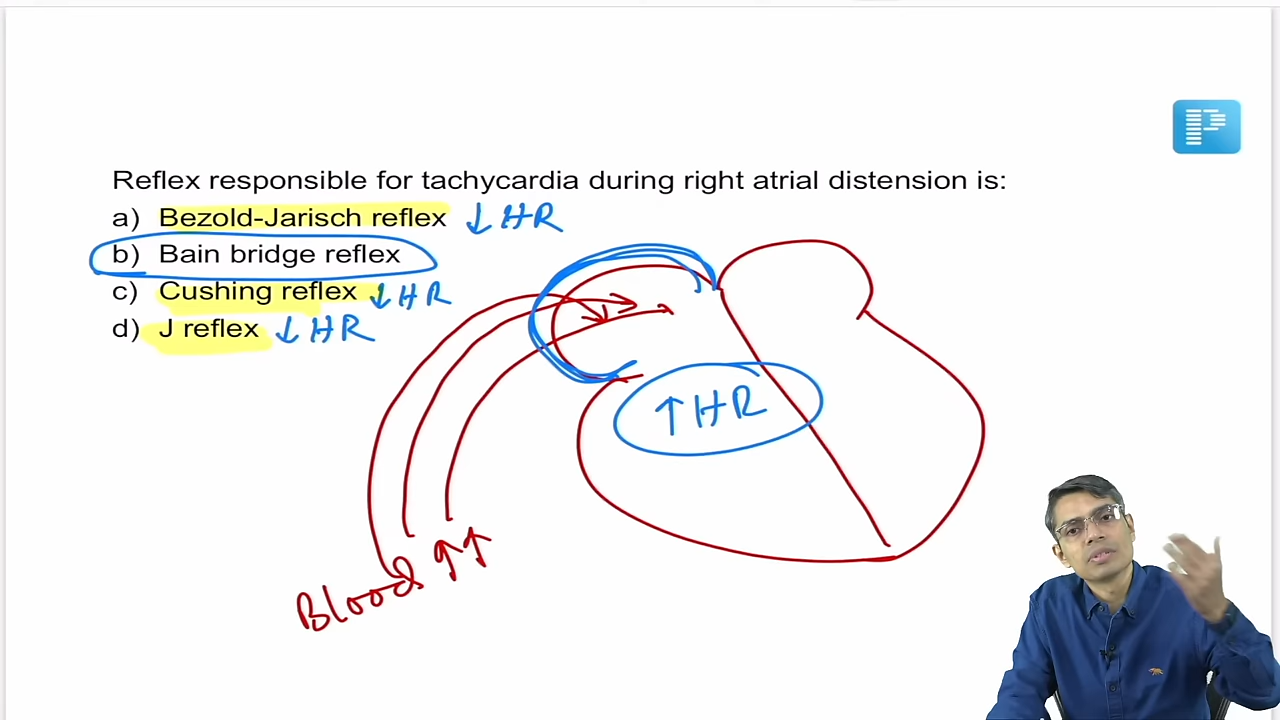 Reflex responsible for tachycardia during right atrial distension is:
a) Bezold-Jarisch reflex ↓ HR
b) Bain bridge reflex
c) Cushing reflex ↓ HR
d) J reflex ↓ HR
↑ HR
Blood ↑↑
P